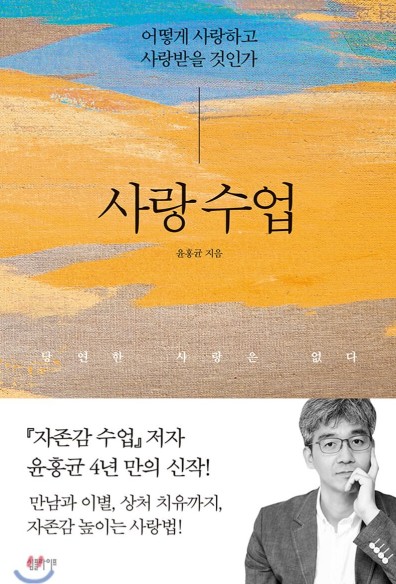 어떻게 사랑하고
사랑받을 것인가
사랑 수업
윤홍균 지음
당연한 사랑은 없다
『자존감 수업』 저자
윤홍균 4년 만의 신작!
만남과 이별, 상처 치유까지,
자존감 높이는 사랑법!